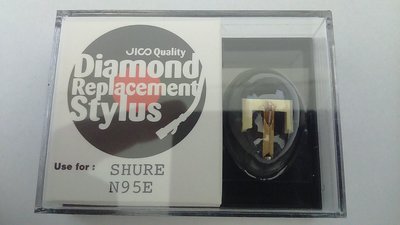 JICO Quality
Diamond
Replacement
Stylus
Use for : SHURE
N95E